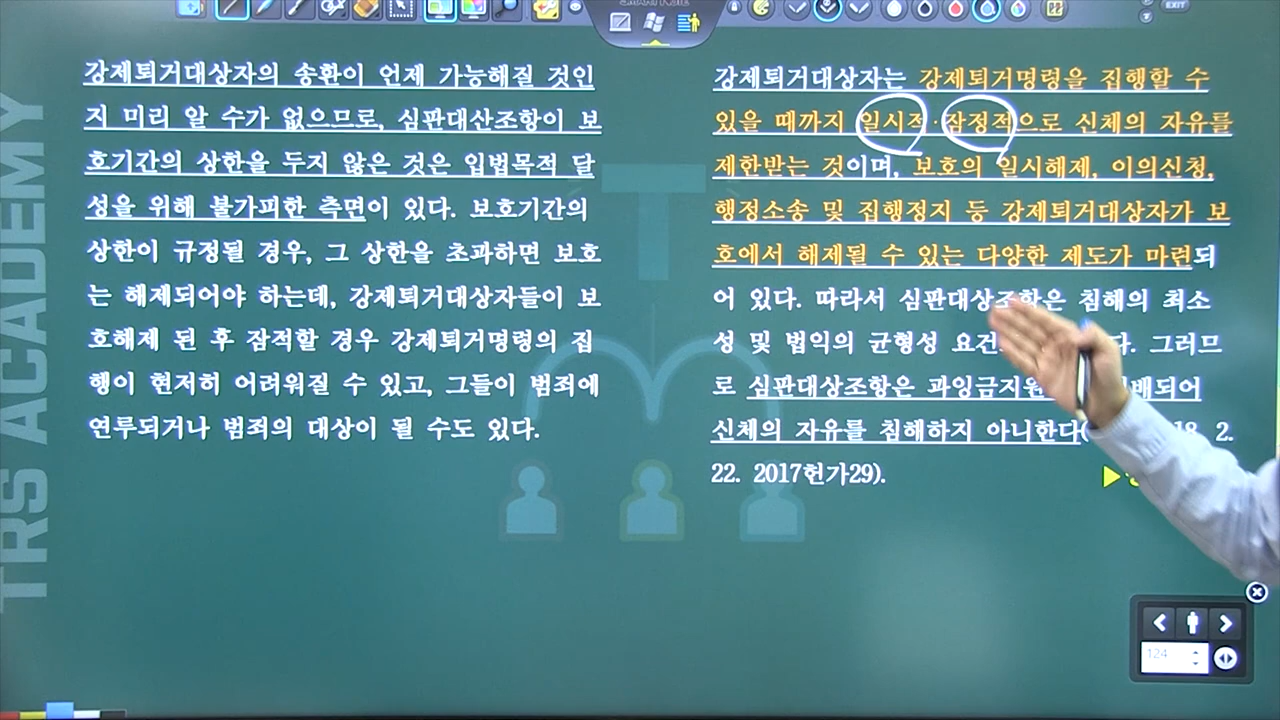 강제퇴거대상자의 송환이 언제 가능해질 것인
지 미리 알 수가 없으므로, 심판대산조항이 보
호기간의 상한을 두지 않은 것은 입법목적 달
성을 위해 불가피한 측면이 있다. 보호기간의
상한이 규정될 경우, 그 상한을 초과하면 보호
는 해제되어야 하는데, 강제퇴거대상자들이 보
호해제 된 후 잠적할 경우 강제퇴거명령의 집
행이 현저히 어려워질 수 있고, 그들이 범죄에
연루되거나 범죄의 대상이 될 수도 있다.
강제퇴거대상자는 강제퇴거명령을 집행할 수
있을 때까지 일시적·잠정적으로 신체의 자유를
제한받는 것이며, 보호의 일시해제, 이의신청,
행정소송 및 집행정지 등 강제퇴거대상자가 보
호에서 해제될 수 있는 다양한 제도가 마련되
어 있다. 따라서 심판대상조항은 침해의 최소
성 및 법익의 균형성 다. 그러므
로 심판대상조항은 배되어
신체의 자유를 침해하지 아니한다( 18. 2.
22. 2017헌가29).
TRS ACADEMY
EXIT
124